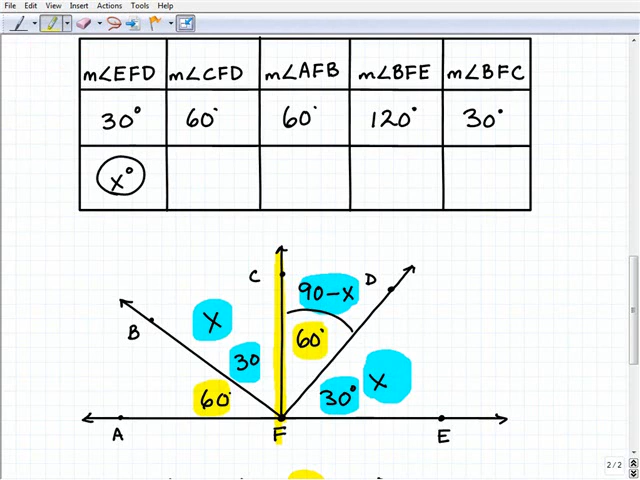 File Edit View Insert Actions Tools Help
m∠EFD m∠CFD m∠AFB m∠BFE m∠BFC
30° 60° 60° 120° 30°
x°
C 90-x D
B x
30 60°
60° 30° x
A F E
2/2